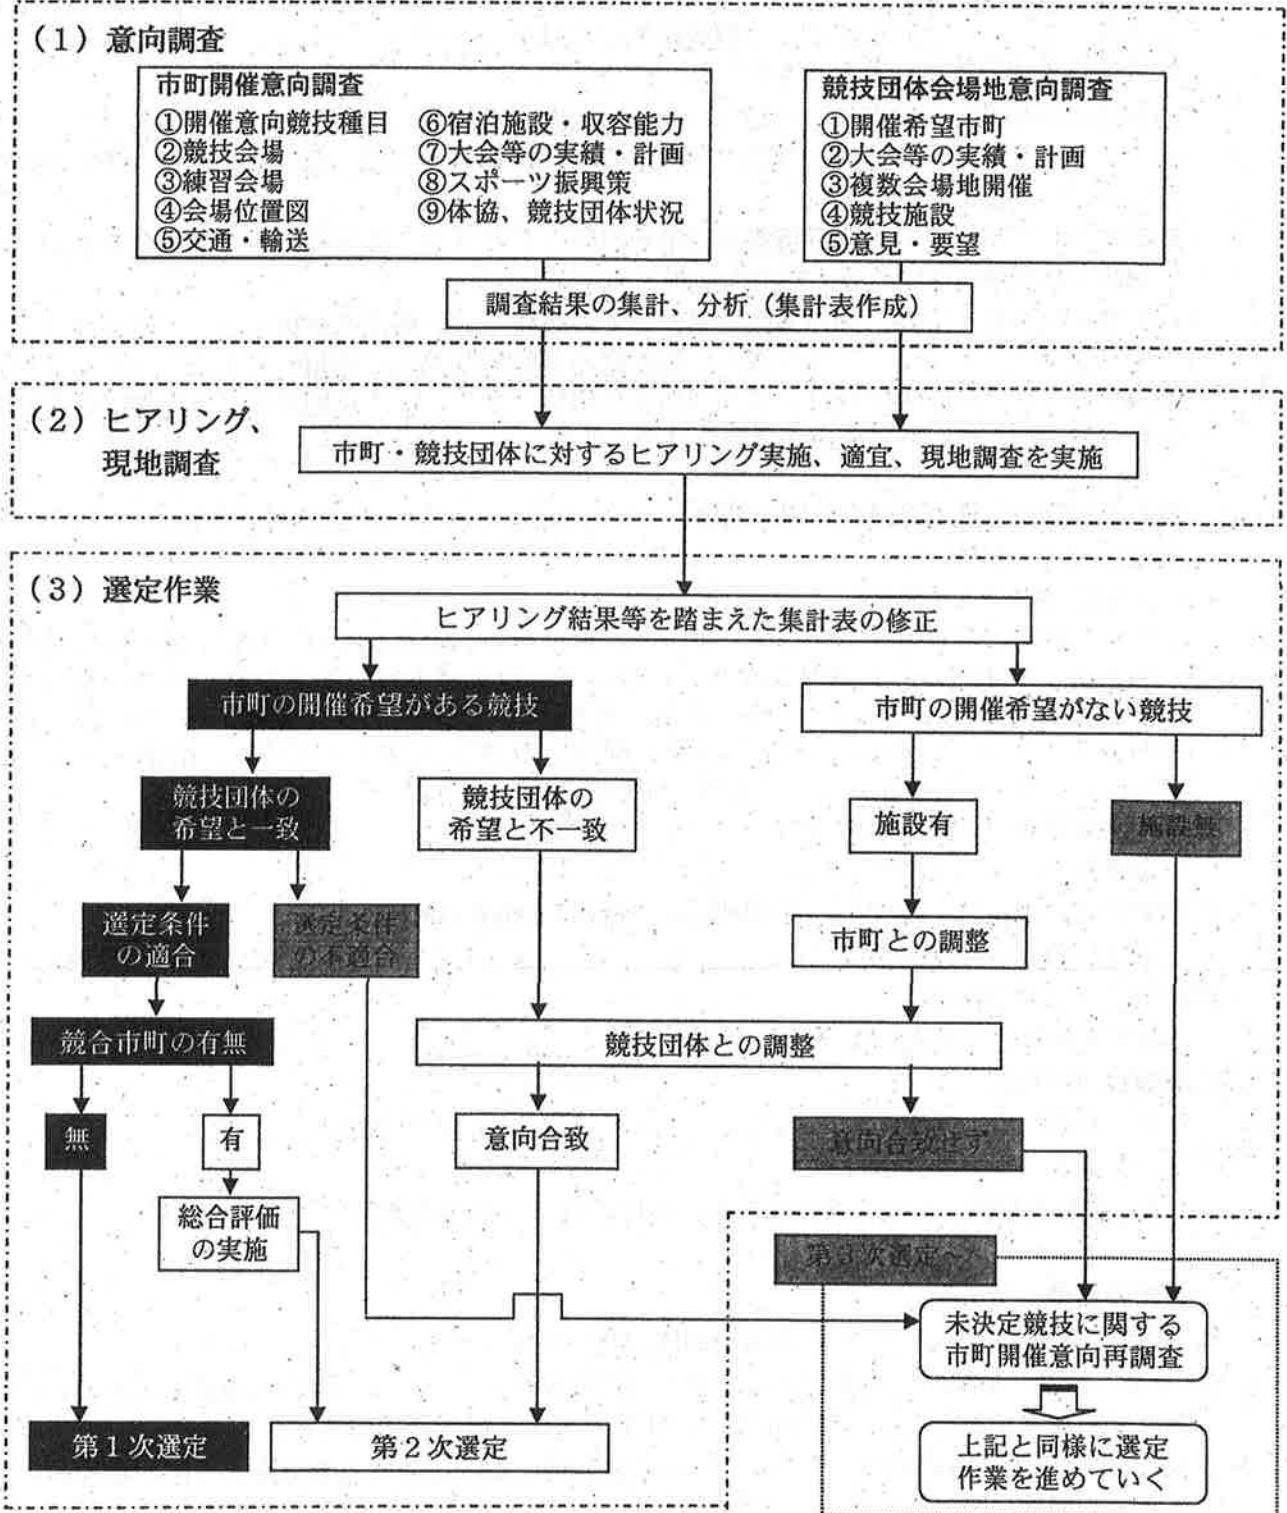 (1) 意向調査
市町開催意向調査
①開催意向競技種目
②競技会場
③練習会場
④会場位置図
⑤交通・輸送
⑥宿泊施設・収容能力
⑦大会等の実績・計画
⑧スポーツ振興策
⑨体協、競技団体状況
競技団体会場地意向調査
①開催希望市町
②大会等の実績・計画
③複数会場地開催
④競技施設
⑤意見・要望
調査結果の集計、分析（集計表作成）
(2) ヒアリング、
現地調査
市町・競技団体に対するヒアリング実施、適宜、現地調査を実施
(3) 選定作業
ヒアリング結果等を踏まえた集計表の修正
市町の開催希望がある競技
市町の開催希望がない競技
競技団体の
希望と一致
競技団体の
希望と不一致
施設有
施設無
選定条件
の適合
選定条件
の不適合
市町との調整
競合市町の有無
競技団体との調整
無
有
意向合致
意向合致せず
総合評価
の実施
第3次選定～
未決定競技に関する
市町開催意向再調査
第1次選定
第2次選定
上記と同様に選定
作業を進めていく